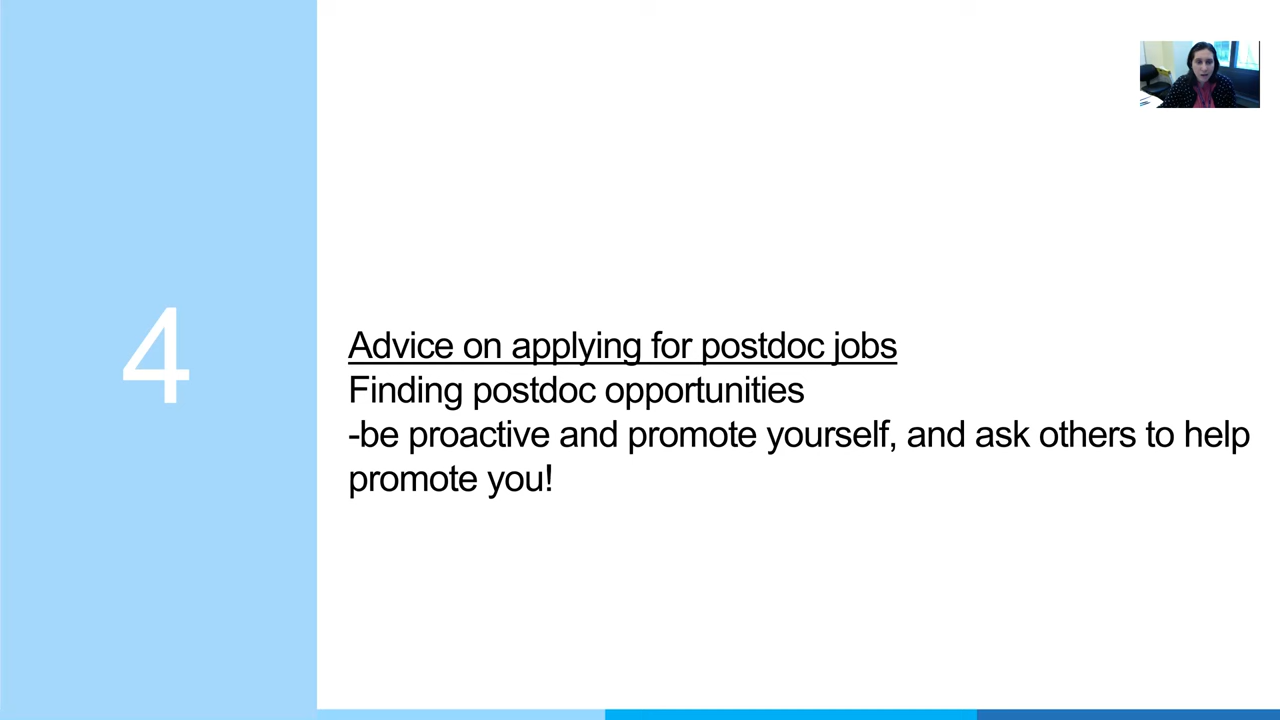 4
Advice on applying for postdoc jobs
Finding postdoc opportunities
-be proactive and promote yourself, and ask others to help
promote you!